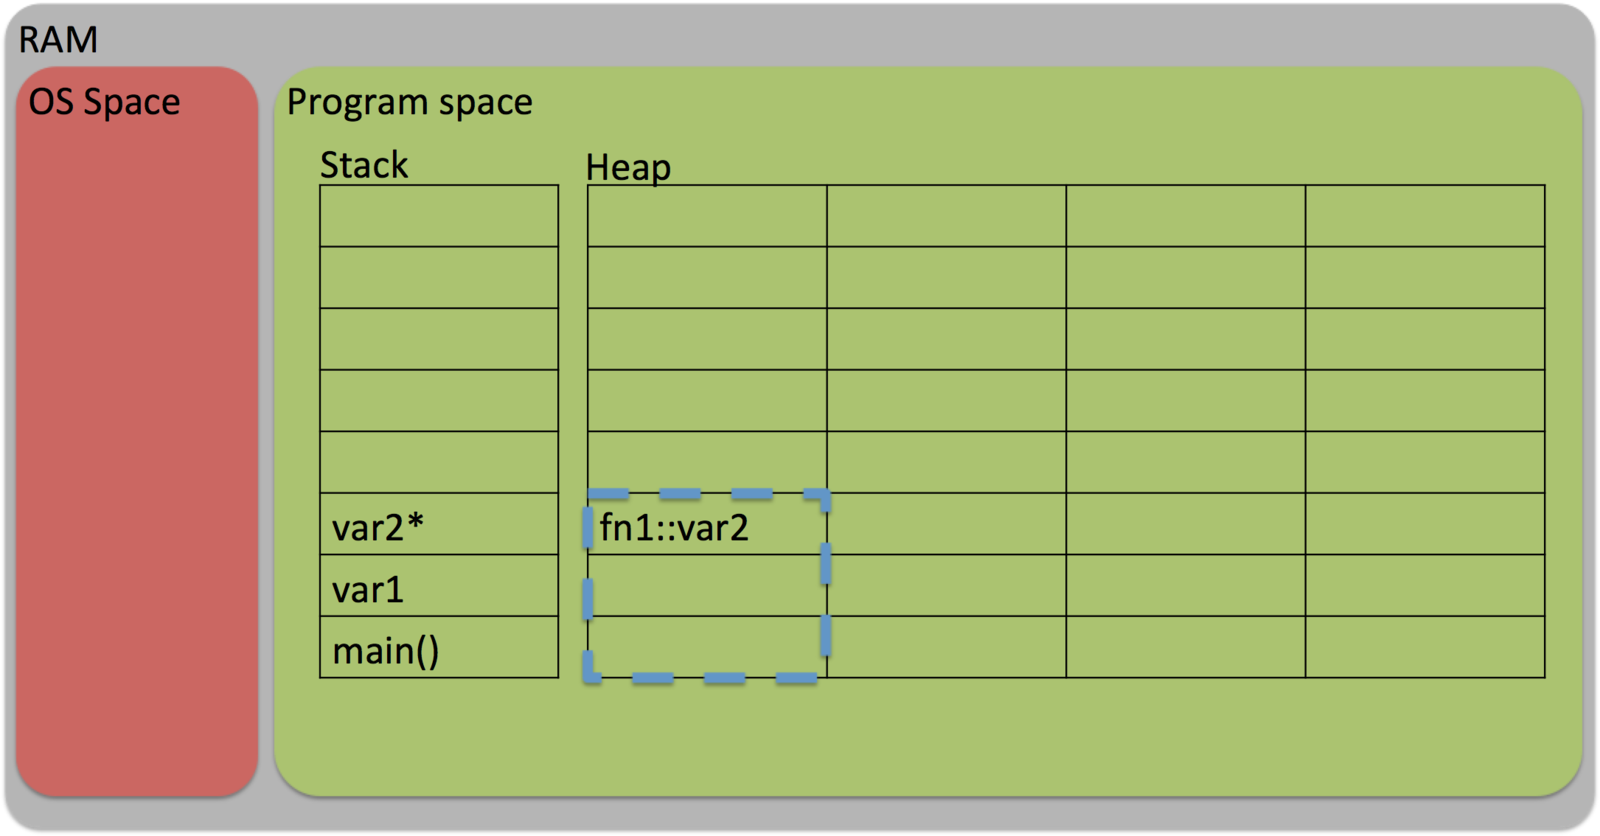 RAM
OS Space
Program space
Stack
Heap
var2*
fn1::var2
var1
main()